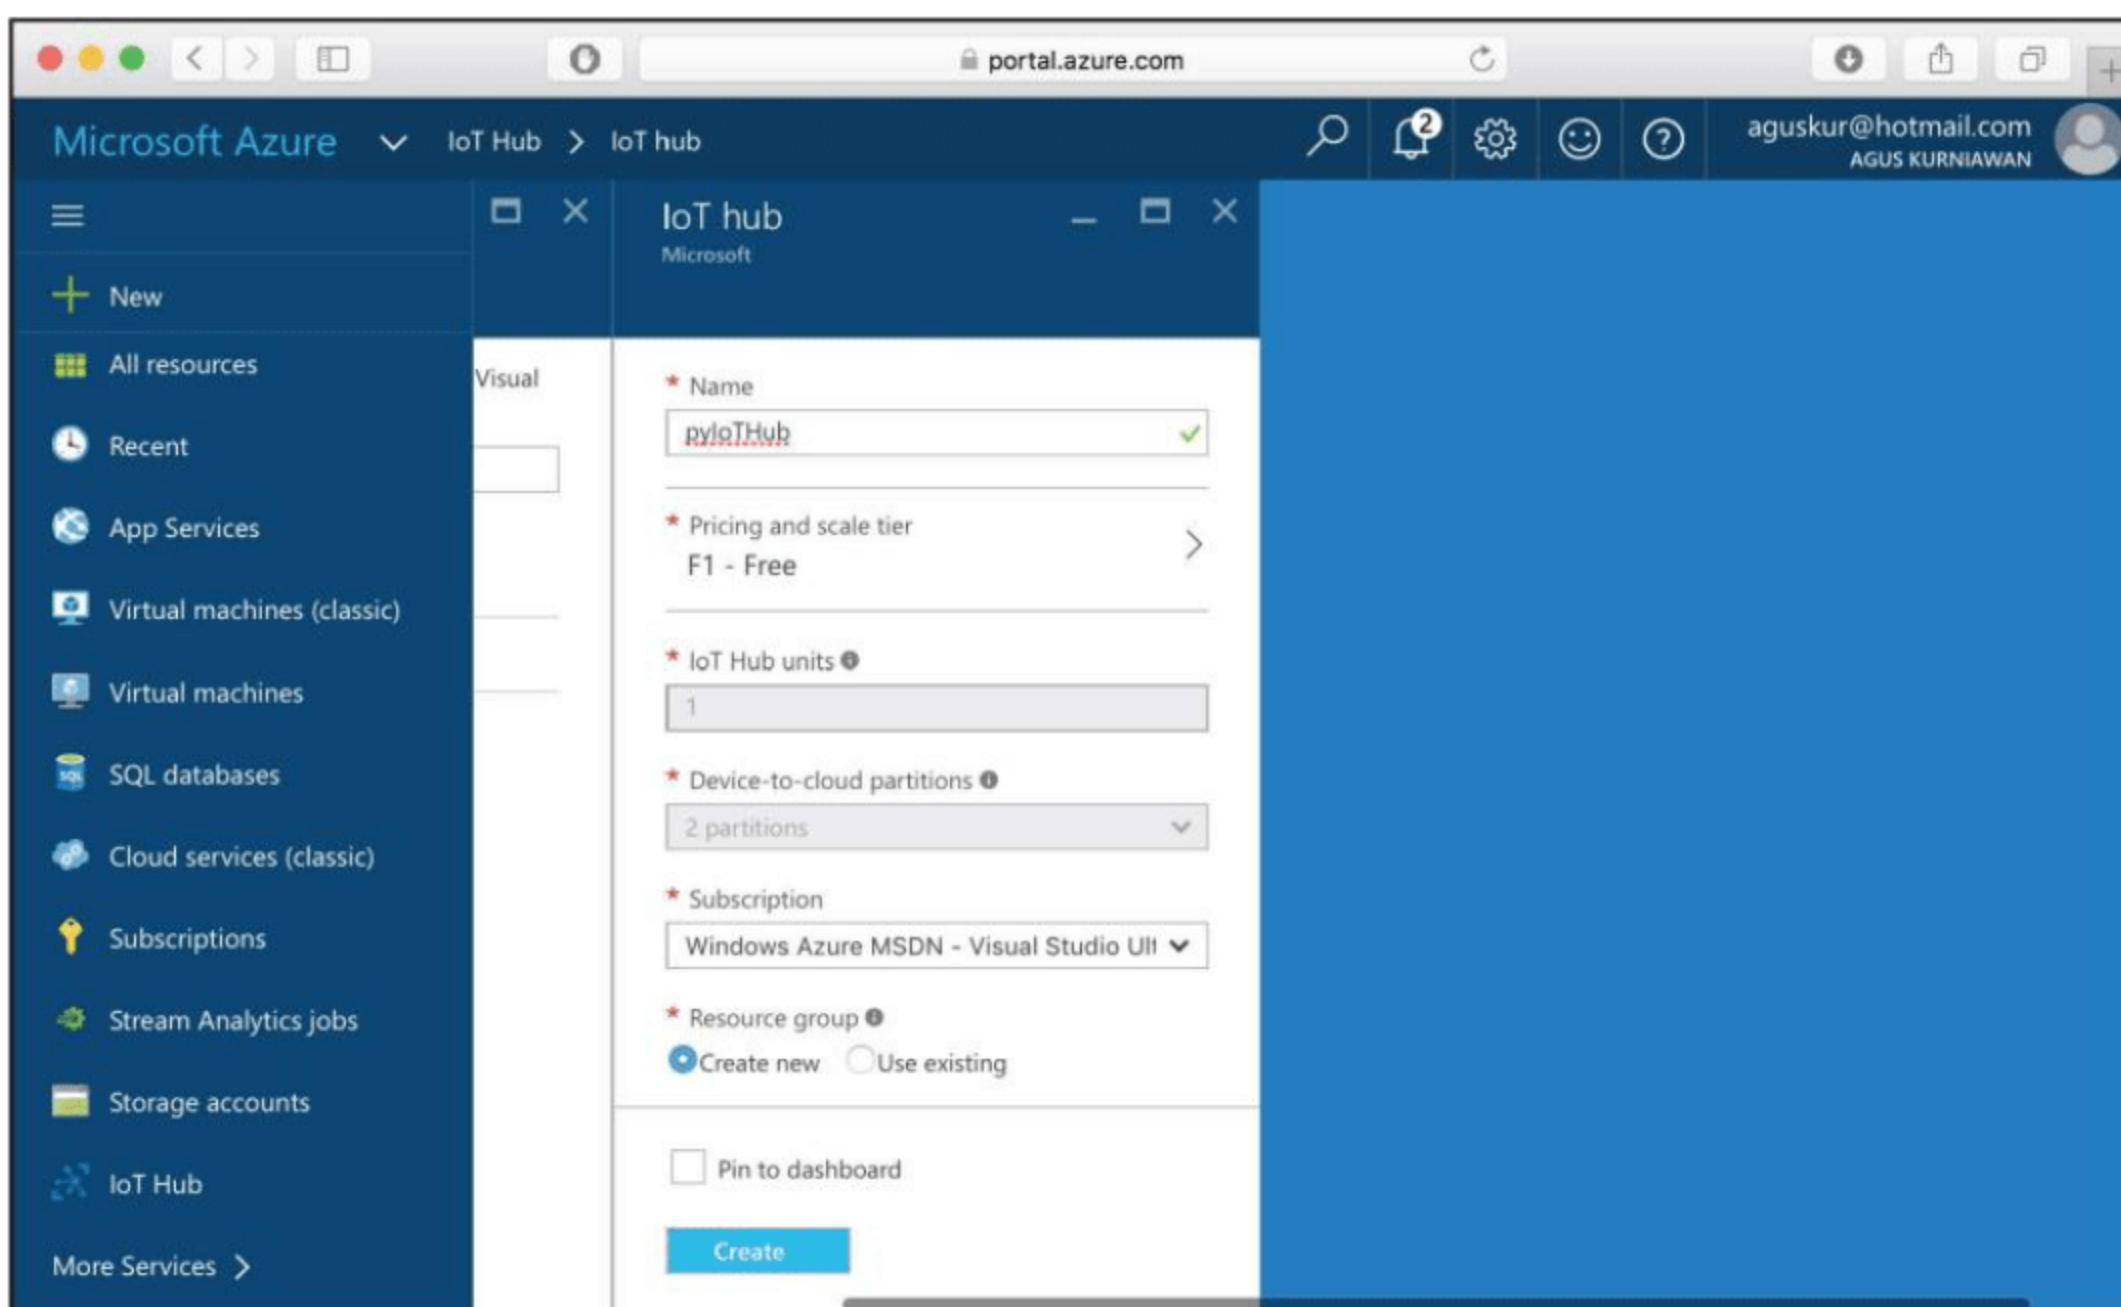 portal.azure.com
Microsoft Azure IoT Hub > IoT hub
2
aguskur@hotmail.com
AGUS KURNIAWAN
New
All resources
Recent
App Services
Virtual machines (classic)
Virtual machines
SQL databases
Cloud services (classic)
Subscriptions
Stream Analytics jobs
Storage accounts
IoT Hub
More Services >
Visual
IoT hub
Microsoft
* Name
pyIoTHub
* Pricing and scale tier
F1 - Free
* IoT Hub units
1
* Device-to-cloud partitions
2 partitions
* Subscription
Windows Azure MSDN - Visual Studio Ult
* Resource group
Create new Use existing
Pin to dashboard
Create